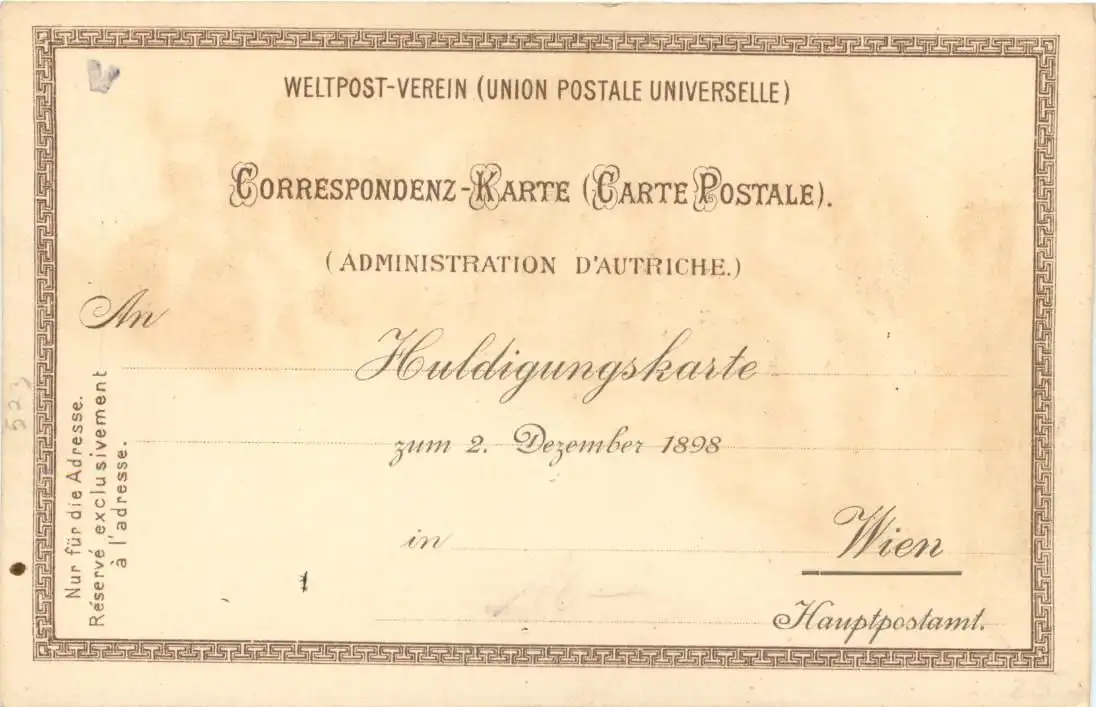 WELTPOST-VEREIN (UNION POSTALE UNIVERSELLE)
CORRESPONDENZ-KARTE (CARTE POSTALE).
(ADMINISTRATION D'AUTRICHE.)
An
Huldigungskarte
zum 2. Dezember 1898
in Wien
Hauptpostamt.
Nur für die Adresse.
Réservé exclusivement
à l'adresse.
523